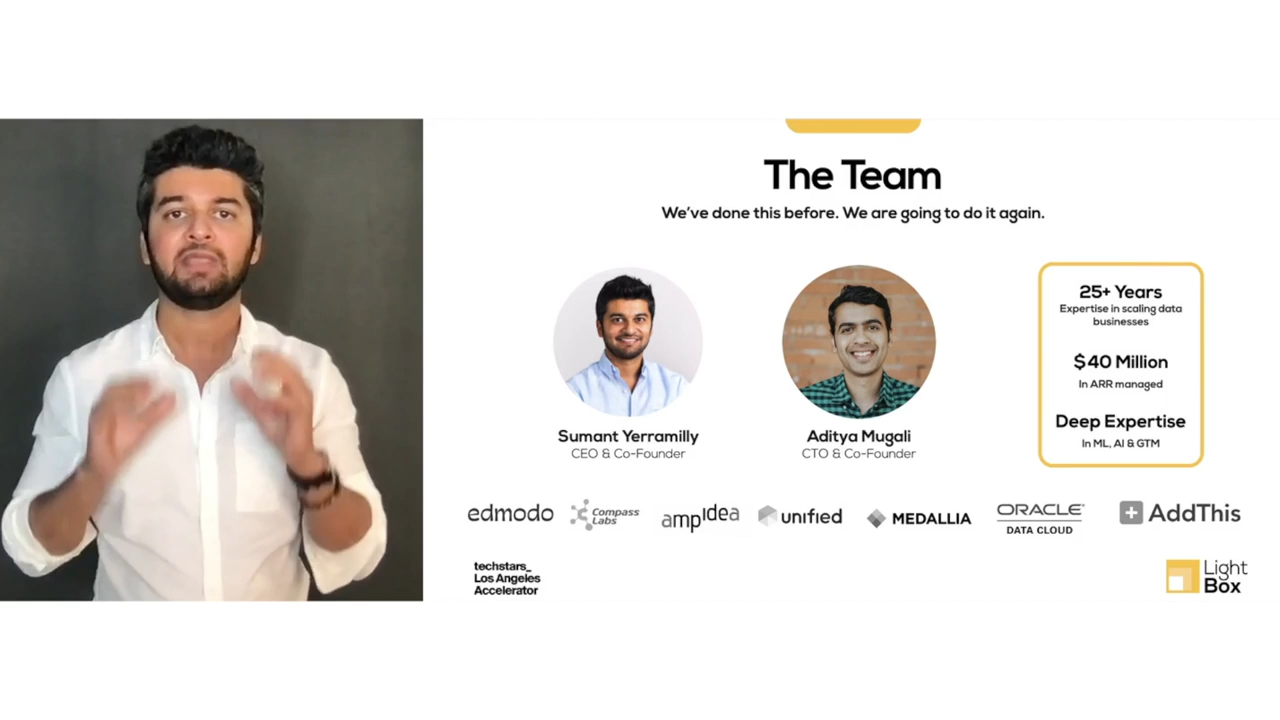 The Team
We've done this before. We are going to do it again.
25+ Years
Expertise in scaling data
businesses
$40 Million
In ARR managed
Deep Expertise
In ML, AI & GTM
Sumant Yerramilly
CEO & Co-Founder
Aditya Mugali
CTO & Co-Founder
edmodo
Compass
Labs
ampidea
unified
MEDALLIA
ORACLE
DATA CLOUD
AddThis
techstars_
Los Angeles
Accelerator
Light
Box